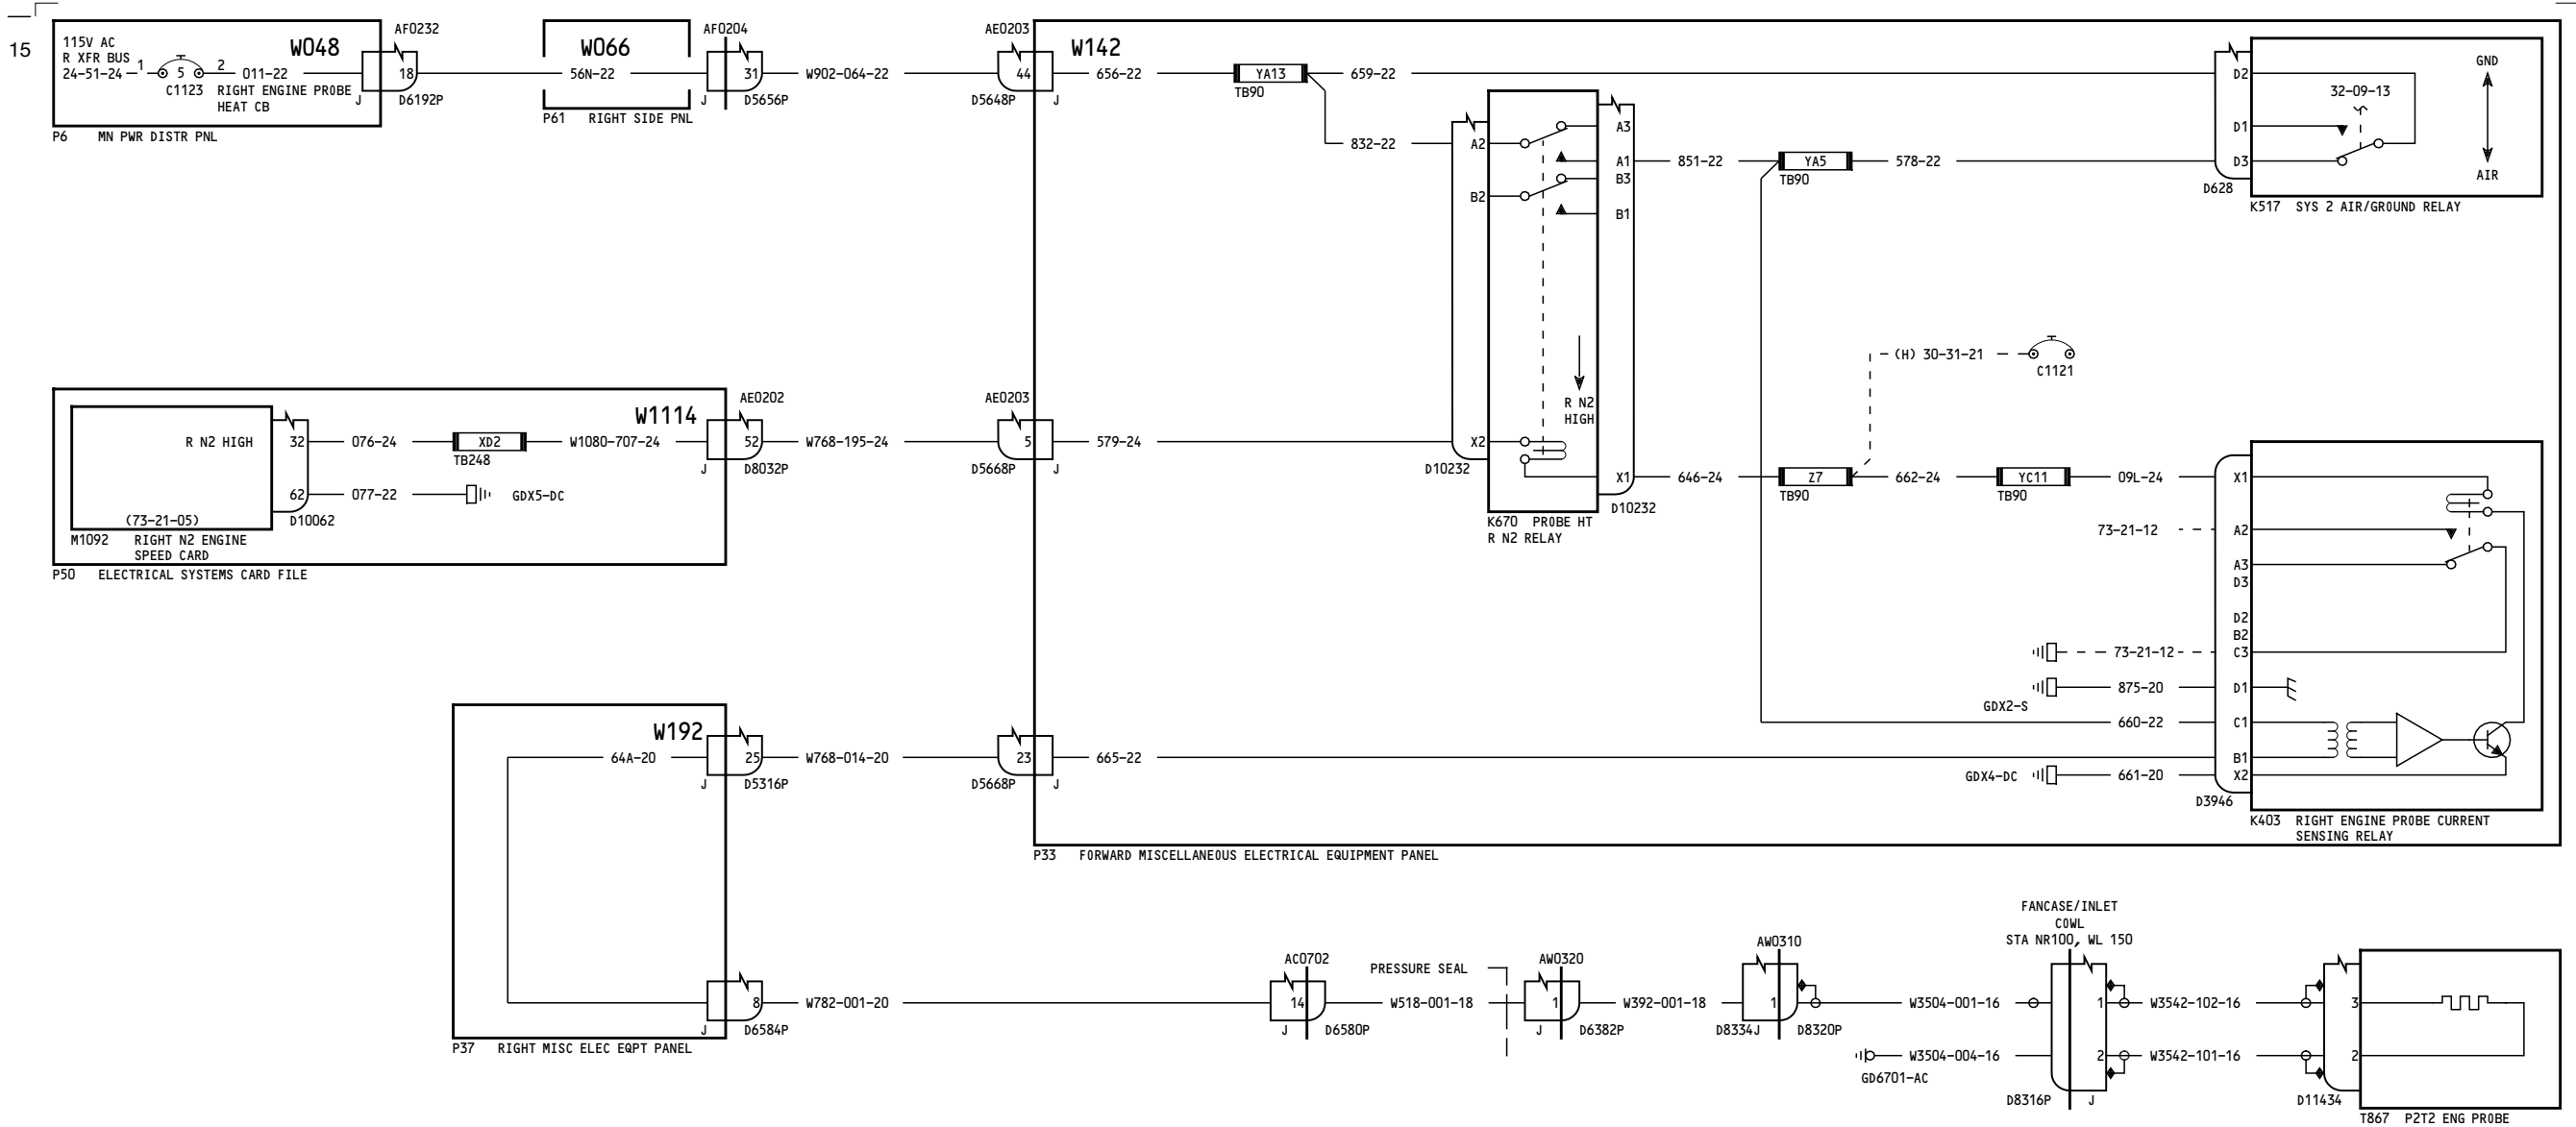 15
115V AC
R XFR BUS
24-51-24
1
5
2
011-22
C1123
RIGHT ENGINE PROBE
HEAT CB
W048
AF0232
18
J
D6192P
P6 MN PWR DISTR PNL
W066
56N-22
P61 RIGHT SIDE PNL
AF0204
31
J
D5656P
W902-064-22
AE0203
44
D5648P
J
W142
656-22
YA13
TB90
659-22
832-22
A2
B2
A3
A1
B3
B1
851-22
YA5
TB90
578-22
D2
D1
D3
D628
32-09-13
GND
AIR
K517 SYS 2 AIR/GROUND RELAY
R N2 HIGH
32
62
(73-21-05)
D10062
M1092 RIGHT N2 ENGINE
SPEED CARD
076-24
XD2
TB248
W1080-707-24
077-22
GDX5-DC
W1114
AE0202
52
J
D8032P
P50 ELECTRICAL SYSTEMS CARD FILE
W768-195-24
AE0203
5
D5668P
J
579-24
X2
D10232
R N2
HIGH
X1
D10232
K670 PROBE HT
R N2 RELAY
646-24
Z7
TB90
(H) 30-31-21
C1121
662-24
YC11
TB90
09L-24
X1
73-21-12
A2
A3
D3
D2
B2
73-21-12
C3
875-20
D1
GDX2-S
660-22
C1
B1
GDX4-DC
661-20
X2
D3946
K403 RIGHT ENGINE PROBE CURRENT
SENSING RELAY
W192
64A-20
25
J
D5316P
W768-014-20
23
D5668P
J
665-22
P33 FORWARD MISCELLANEOUS ELECTRICAL EQUIPMENT PANEL
8
J
D6584P
P37 RIGHT MISC ELEC EQPT PANEL
W782-001-20
AC0702
14
J
D6580P
PRESSURE SEAL
W518-001-18
AW0320
1
J
D6382P
W392-001-18
AW0310
1
D8334J
D8320P
W3504-001-16
GD6701-AC
W3504-004-16
FANCASE/INLET
COWL
STA NR100, WL 150
1
2
D8316P
J
W3542-102-16
W3542-101-16
3
2
D11434
T867 P2T2 ENG PROBE